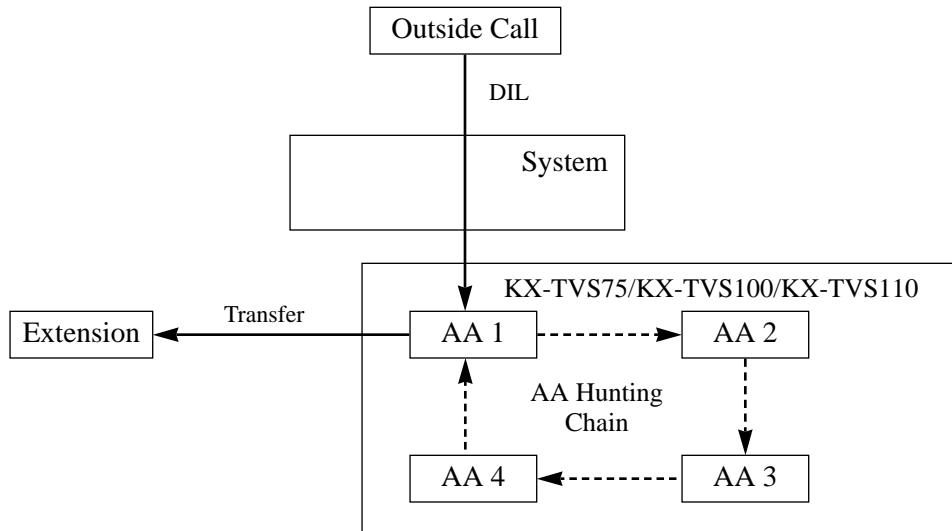 Outside Call
DIL
System
KX-TVS75/KX-TVS100/KX-TVS110
Extension
Transfer
AA 1
AA 2
AA Hunting
Chain
AA 4
AA 3